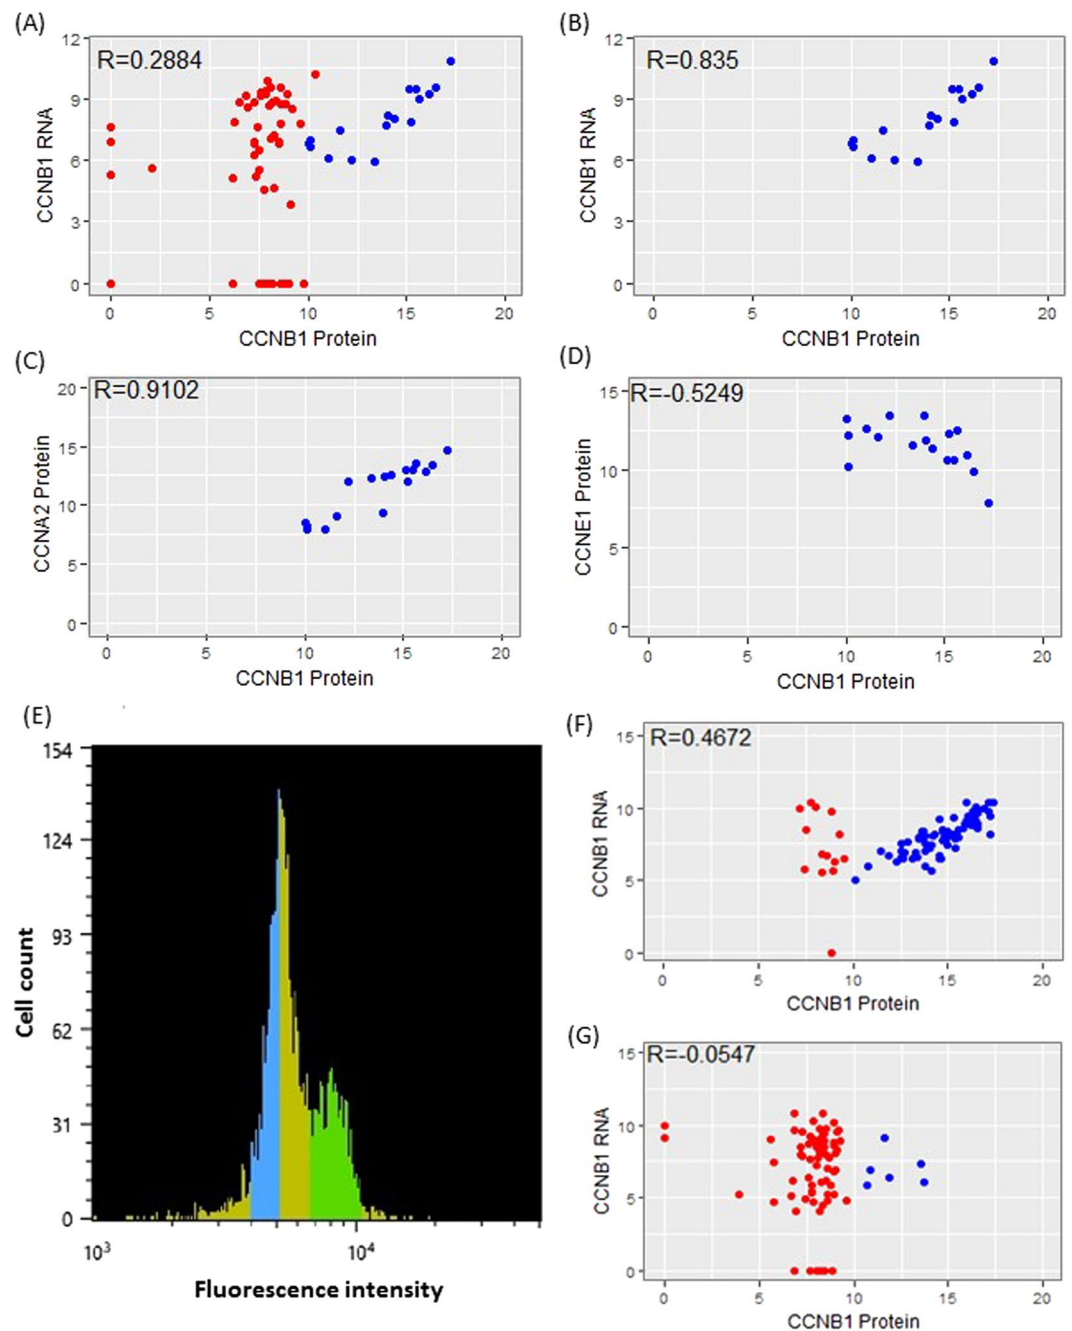 (A)
R=0.2884
12
9
6
3
0
CCNB1 RNA
0 5 10 15 20
CCNB1 Protein
(B)
R=0.835
12
9
6
3
0
CCNB1 RNA
0 5 10 15 20
CCNB1 Protein
(C)
R=0.9102
20
15
10
5
0
CCNA2 Protein
0 5 10 15 20
CCNB1 Protein
(D)
R=-0.5249
15
10
5
0
CCNE1 Protein
0 5 10 15 20
CCNB1 Protein
(E)
154
124
93
62
31
0
Cell count
10³ 10⁴
Fluorescence intensity
(F)
R=0.4672
15
10
5
0
CCNB1 RNA
0 5 10 15 20
CCNB1 Protein
(G)
R=-0.0547
15
10
5
0
CCNB1 RNA
0 5 10 15 20
CCNB1 Protein